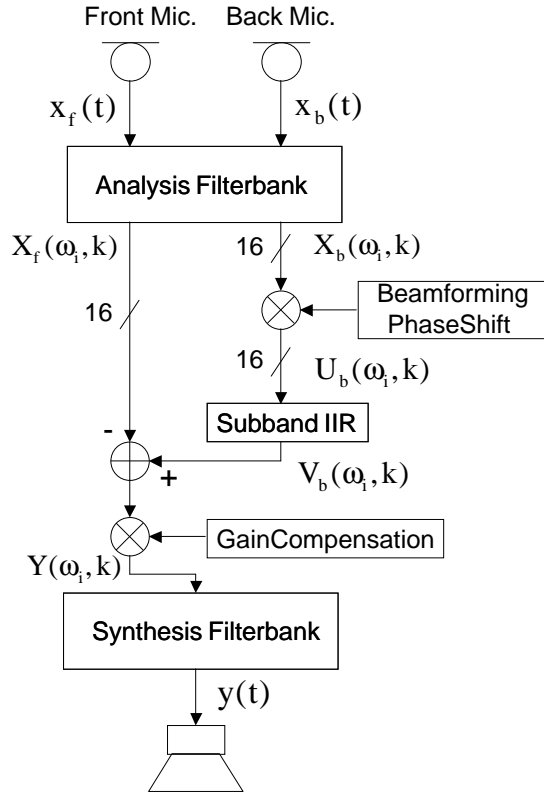 Front Mic. Back Mic.
x_f(t) x_b(t)
Analysis Filterbank
X_f(ω_i,k) 16 X_b(ω_i,k)
16 Beamforming
PhaseShift
16 U_b(ω_i,k)
Subband IIR
- +
V_b(ω_i,k)
GainCompensation
Y(ω_i,k)
Synthesis Filterbank
y(t)